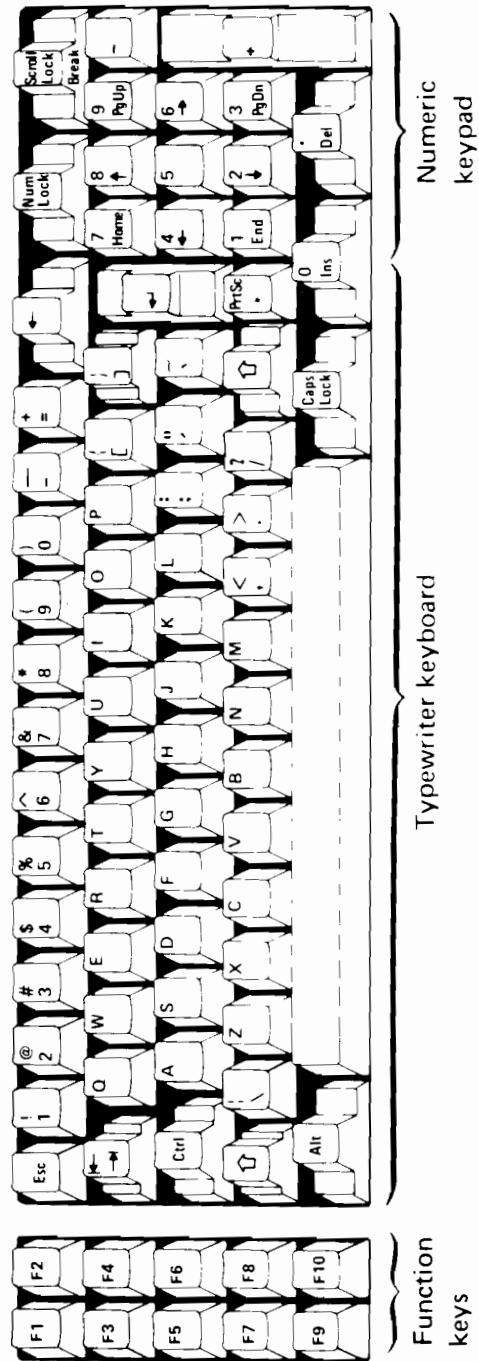 F1 F2 Esc ! 1 @ 2 # 3 $ 4 % 5 ^ 6 & 7 * 8 ( 9 ) 0 _ - + = ← Num Lock Scroll Lock Break
F3 F4 ⇤ ⇥ Q W E R T Y U I O P { [ } ] 7 Home 8 ↑ 9 PgUp -
F5 F6 Ctrl A S D F G H J K L : ; " ' ~ ` ↵ 4 ← 5 6 → +
F7 F8 ⇧ | \ Z X C V B N M < , > . ? / ⇧ PrtSc * 1 End 2 ↓ 3 PgDn
F9 F10 Alt Caps Lock 0 Ins . Del
Function keys
Typewriter keyboard
Numeric keypad